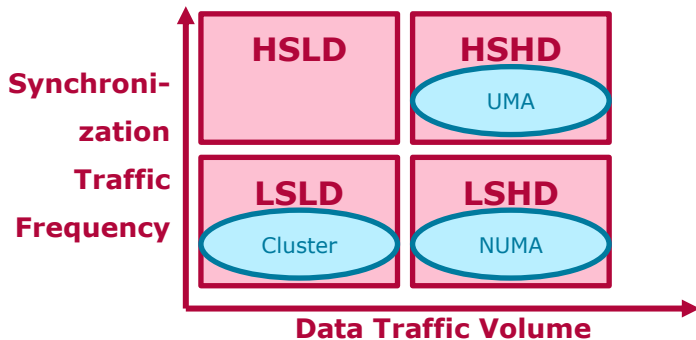 Synchroni-
zation
Traffic
Frequency
HSLD
HSHD
UMA
LSLD
Cluster
LSHD
NUMA
Data Traffic Volume